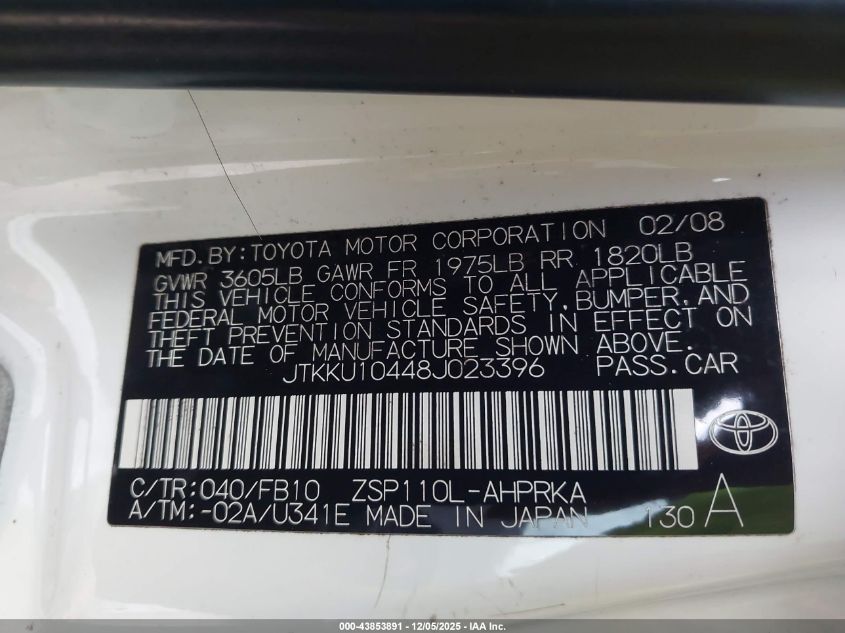 MFD.BY:TOYOTA MOTOR CORPORATION 02/08
GVWR 3605LB GAWR FR 1975LB RR 1820LB
THIS VEHICLE CONFORMS TO ALL APPLICABLE
FEDERAL MOTOR VEHICLE SAFETY, BUMPER, AND
THEFT PREVENTION STANDARDS IN EFFECT ON
THE DATE OF MANUFACTURE SHOWN ABOVE.
JTKKU10448J023396 PASS.CAR
C/TR:040/FB10 ZSP110L-AHPRKA
A/TM:-02A/U341E MADE IN JAPAN 130 A
000-43853891 - 12/05/2025 - IAA Inc.